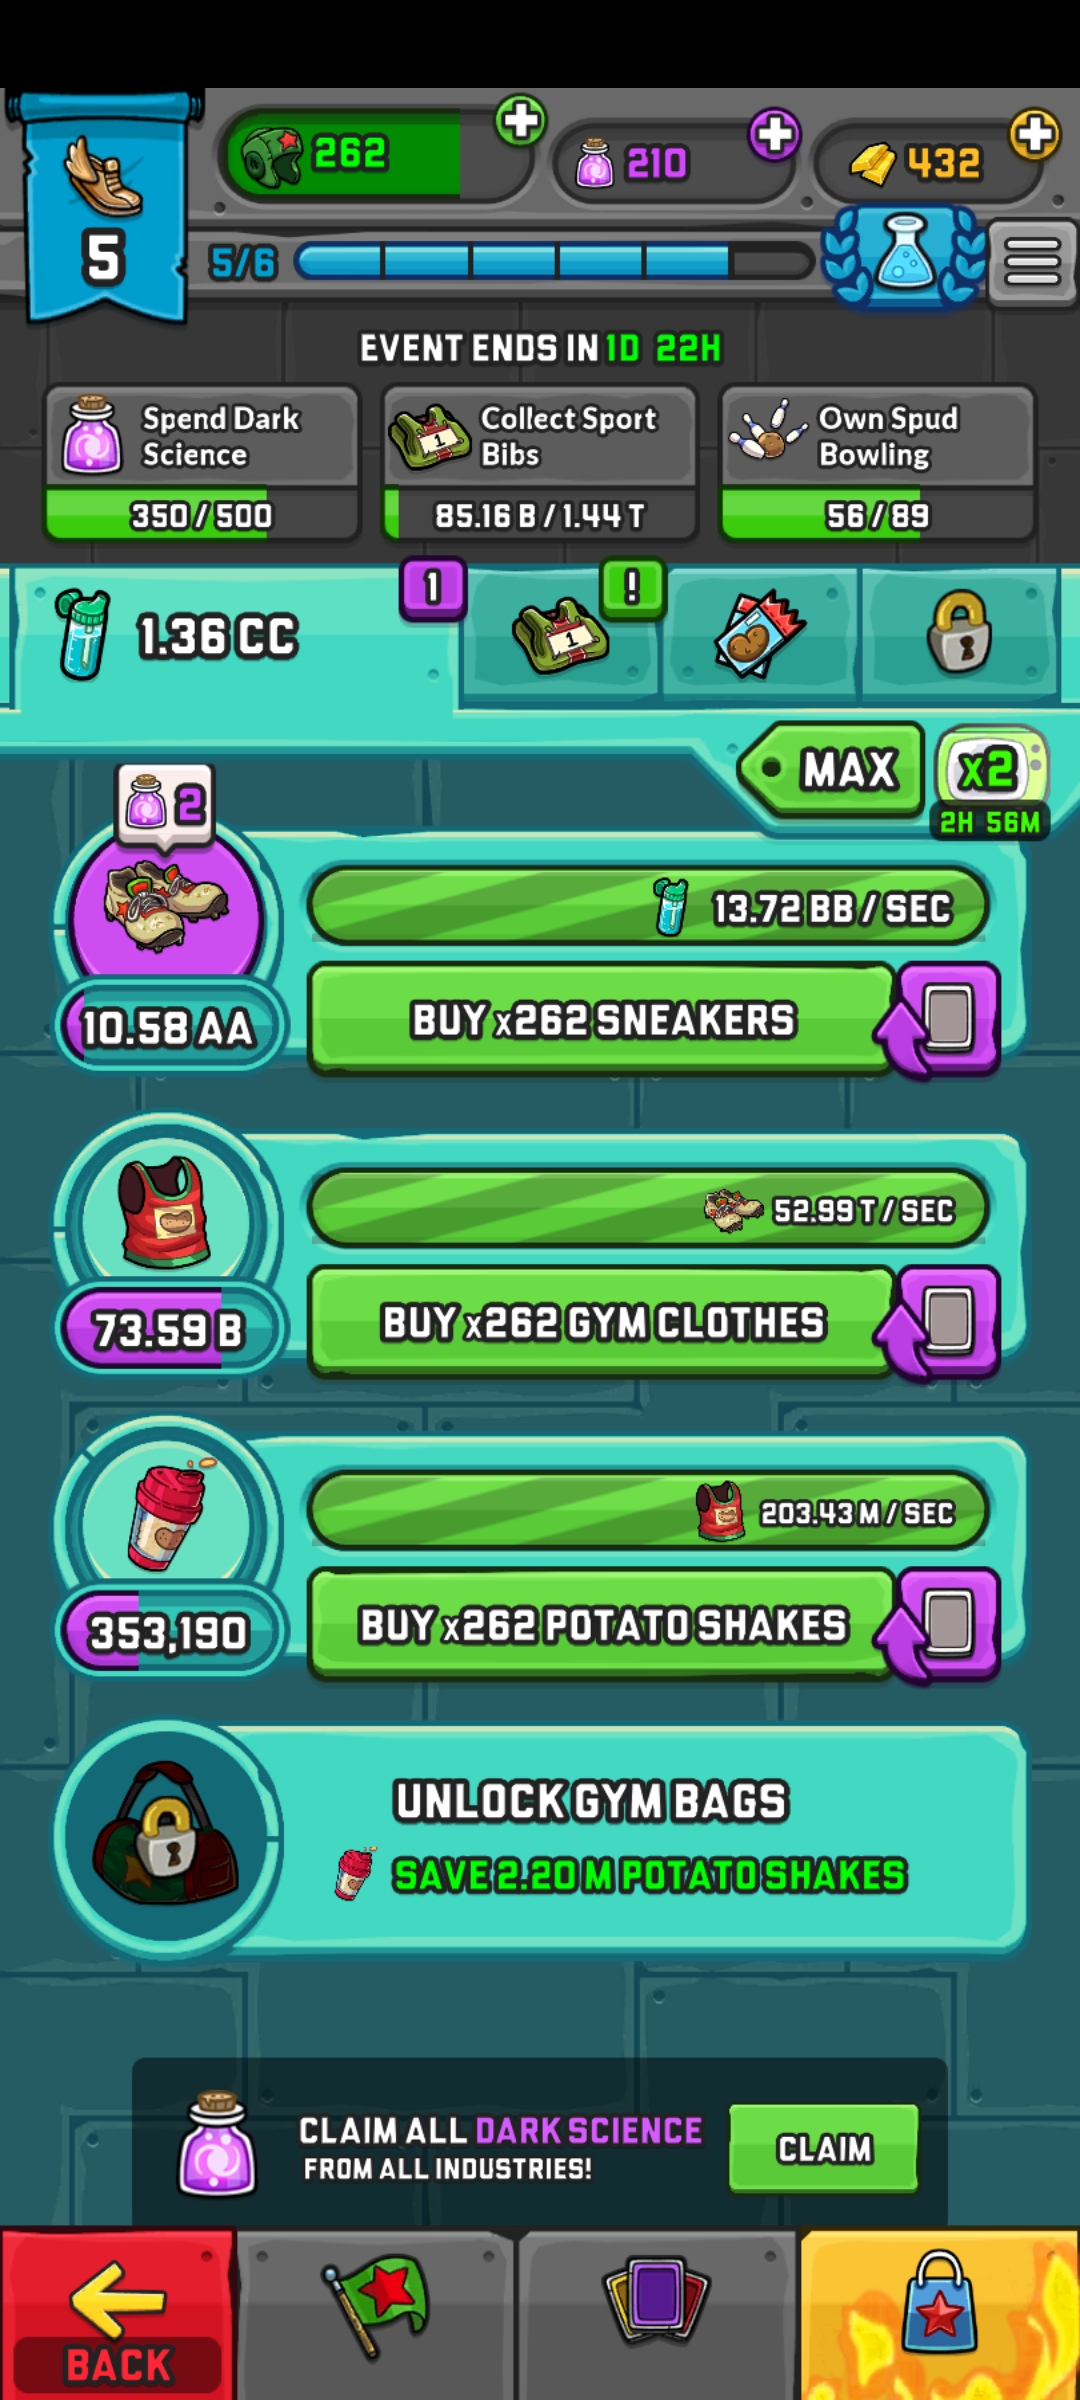 262
210
432
5
5/6
EVENT ENDS IN 1D 22H
Spend Dark Science
350/500
Collect Sport Bibs
85.16 B/1.44 T
Own Spud Bowling
56/89
1.36 CC
1
1
!
MAX
x2
2H 56M
2
13.72 BB / SEC
10.58 AA
BUY x262 SNEAKERS
52.99 T / SEC
73.59 B
BUY x262 GYM CLOTHES
203.43 M / SEC
353,190
BUY x262 POTATO SHAKES
UNLOCK GYM BAGS
SAVE 2.20 M POTATO SHAKES
CLAIM ALL DARK SCIENCE
FROM ALL INDUSTRIES!
CLAIM
BACK